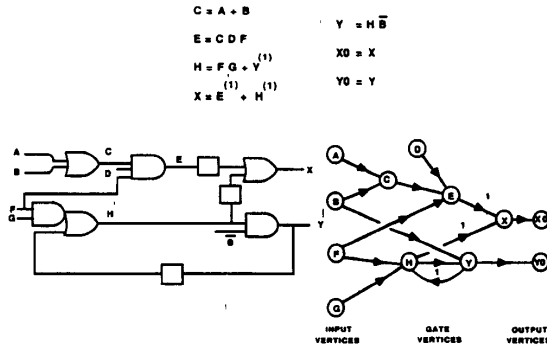 C = A + B
E = C D F
H = F G + Y(1)
X = E(1) + H(1)
Y = H B̅
X0 = X
Y0 = Y
A
B
C
D
E
X
F
G
H
B̅
Y
A
D
C
B
E
1
X
X0
1
F
H
1
Y
Y0
G
INPUT VERTICES
GATE VERTICES
OUTPUT VERTICES